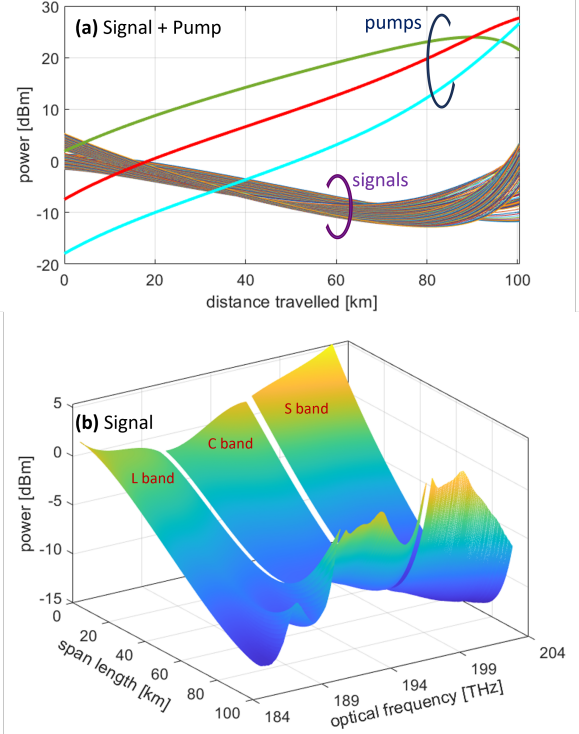 (a) Signal + Pump
pumps
signals
power [dBm]
30
20
10
0
-10
-20
0
20
40
60
80
100
distance travelled [km]
(b) Signal
S band
C band
L band
power [dBm]
5
0
-5
-10
-15
0
20
40
60
80
100
span length [km]
184
189
194
199
204
optical frequency [THz]